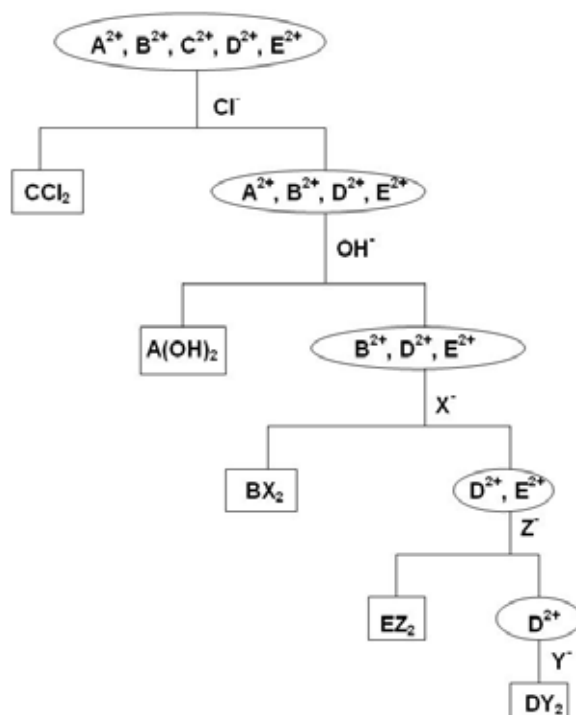 A²⁺, B²⁺, C²⁺, D²⁺, E²⁺
Cl⁻
CCl₂
A²⁺, B²⁺, D²⁺, E²⁺
OH⁻
A(OH)₂
B²⁺, D²⁺, E²⁺
X⁻
BX₂
D²⁺, E²⁺
Z⁻
EZ₂
D²⁺
Y⁻
DY₂